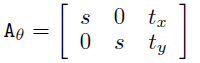 A_θ = [ s 0 t_x
0 s t_y ]